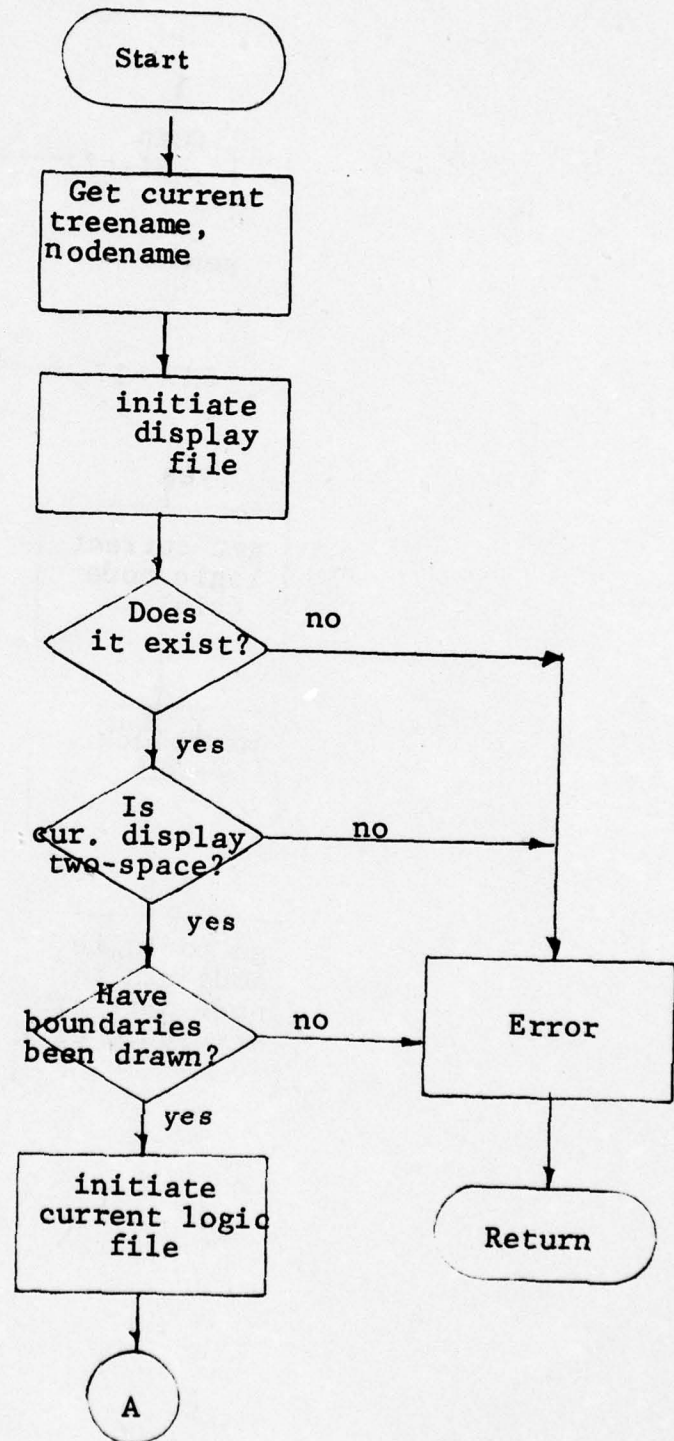 Start
Get current
treename,
nodename
initiate
display
file
Does
it exist?
no
yes
Is
cur. display
two-space?
no
yes
Have
boundaries
been drawn?
no
Error
yes
initiate
current logic
file
Return
A